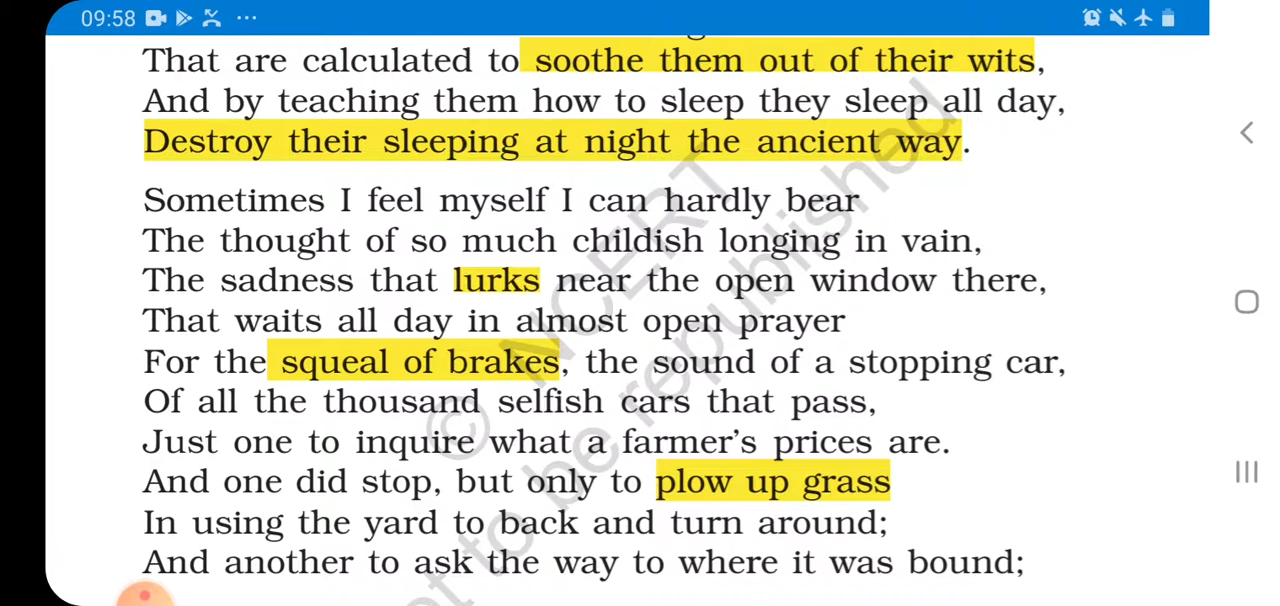 09:58
That are calculated to soothe them out of their wits,
And by teaching them how to sleep they sleep all day,
Destroy their sleeping at night the ancient way.
Sometimes I feel myself I can hardly bear
The thought of so much childish longing in vain,
The sadness that lurks near the open window there,
That waits all day in almost open prayer
For the squeal of brakes, the sound of a stopping car,
Of all the thousand selfish cars that pass,
Just one to inquire what a farmer's prices are.
And one did stop, but only to plow up grass
In using the yard to back and turn around;
And another to ask the way to where it was bound;
© NCERT
not to be republished